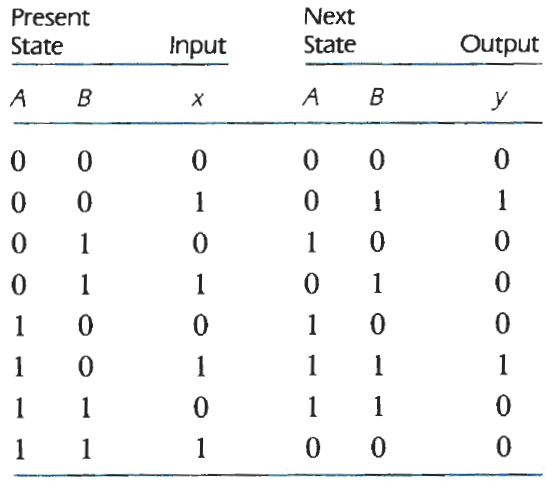 Present Next
State Input State Output
A B x A B y
0 0 0 0 0 0
0 0 1 0 1 1
0 1 0 1 0 0
0 1 1 0 1 0
1 0 0 1 0 0
1 0 1 1 1 1
1 1 0 1 1 0
1 1 1 0 0 0